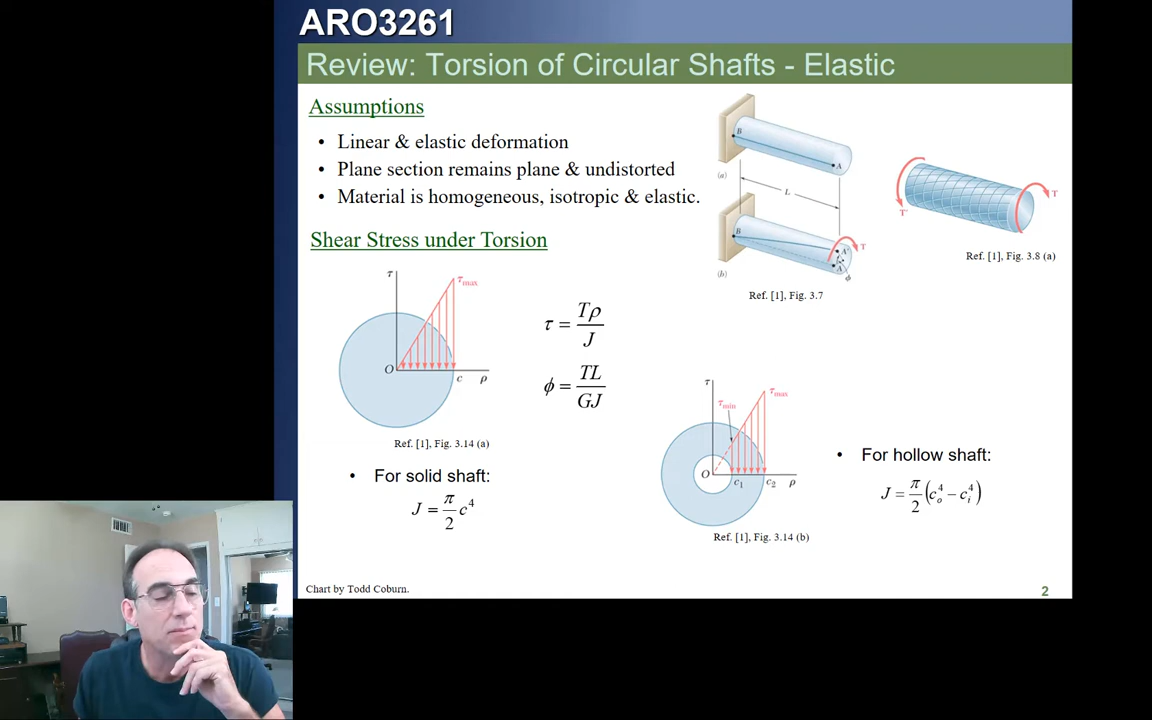 ARO3261
Review: Torsion of Circular Shafts - Elastic
Assumptions
• Linear & elastic deformation
• Plane section remains plane & undistorted
• Material is homogeneous, isotropic & elastic.
B
A
(a)
L
B
A'
A
T
ϕ
(b)
Ref. [1], Fig. 3.7
T
T'
Ref. [1], Fig. 3.8 (a)
Shear Stress under Torsion
τ
τmax
O
c
ρ
Ref. [1], Fig. 3.14 (a)
τ = Tρ/J
ϕ = TL/GJ
• For solid shaft:
J = π/2 c⁴
τ
τmin
τmax
O
c₁
c₂
ρ
Ref. [1], Fig. 3.14 (b)
• For hollow shaft:
J = π/2 (cₒ⁴ − cᵢ⁴)
Chart by Todd Coburn.
2